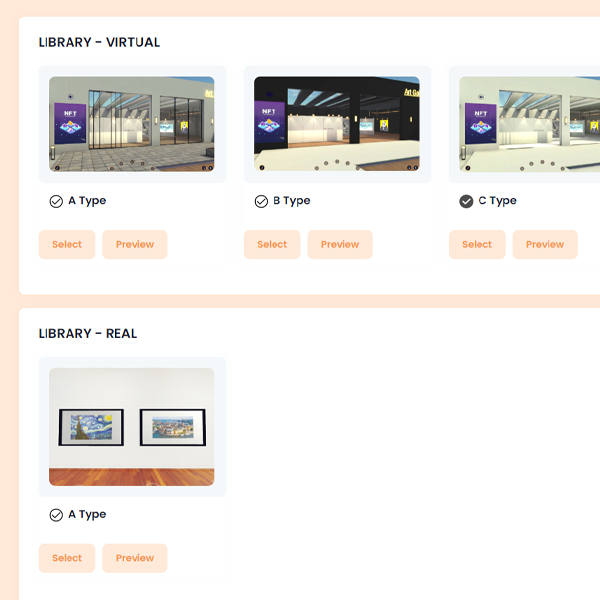 LIBRARY - VIRTUAL
NFT
NFT
Art Ga
NFT
A Type
B Type
C Type
Select
Preview
Select
Preview
Select
Preview
LIBRARY - REAL
A Type
Select
Preview